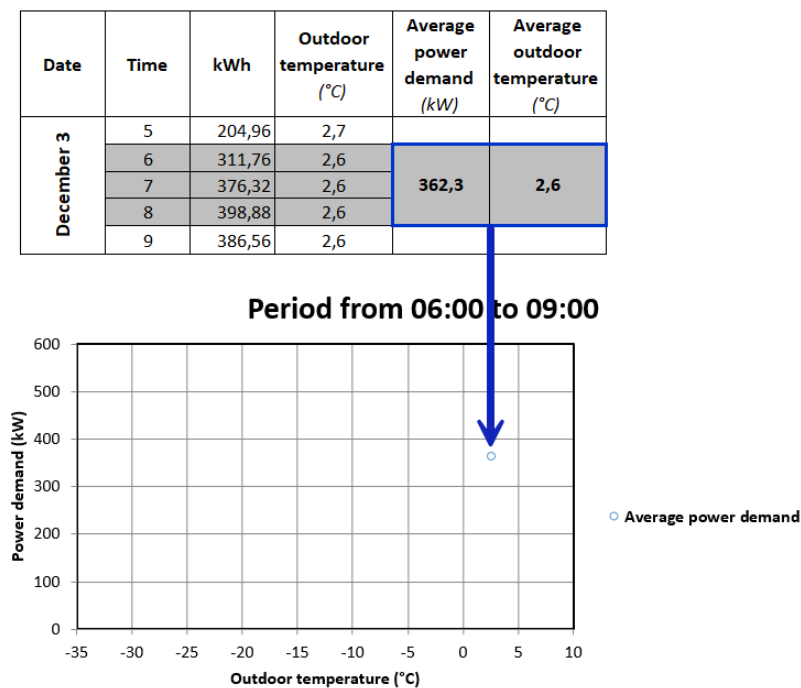 Date Time kWh Outdoor temperature (°C) Average power demand (kW) Average outdoor temperature (°C)
December 3
5 204,96 2,7
6 311,76 2,6
7 376,32 2,6 362,3 2,6
8 398,88 2,6
9 386,56 2,6
Period from 06:00 to 09:00
600
500
400
300
200
100
0
Power demand (kW)
-35 -30 -25 -20 -15 -10 -5 0 5 10
Outdoor temperature (°C)
Average power demand